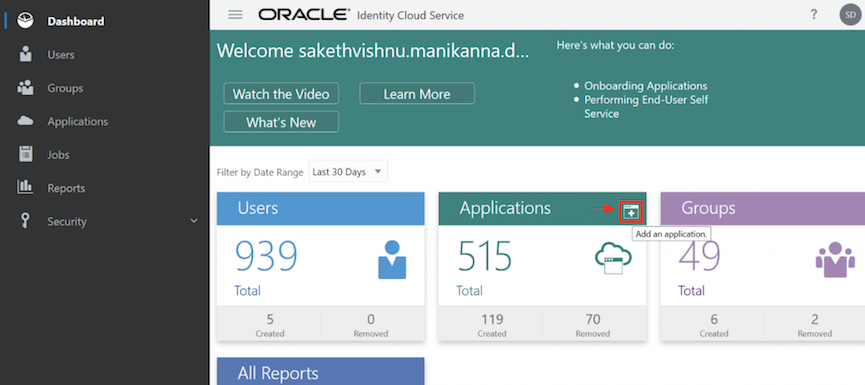 Dashboard
Users
Groups
Applications
Jobs
Reports
Security
ORACLE® Identity Cloud Service
?
SD
Welcome sakethvishnu.manikanna.d...
Watch the Video
Learn More
What's New
Here's what you can do:
• Onboarding Applications
• Performing End-User Self
Service
Filter by Date Range Last 30 Days
Users
939
Total
5
Created
0
Removed
Applications
Add an application.
515
Total
119
Created
70
Removed
Groups
49
Total
6
Created
2
Removed
All Reports